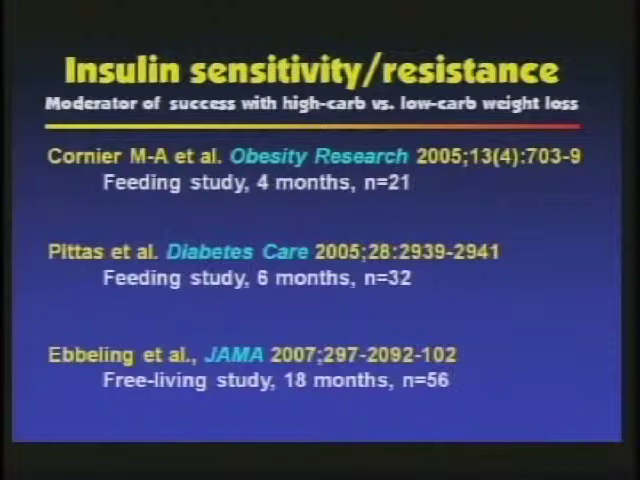 Insulin sensitivity/resistance
Moderator of success with high-carb vs. low-carb weight loss
Cornier M-A et al. Obesity Research 2005;13(4):703-9
Feeding study, 4 months, n=21
Pittas et al. Diabetes Care 2005;28:2939-2941
Feeding study, 6 months, n=32
Ebbeling et al., JAMA 2007;297-2092-102
Free-living study, 18 months, n=56